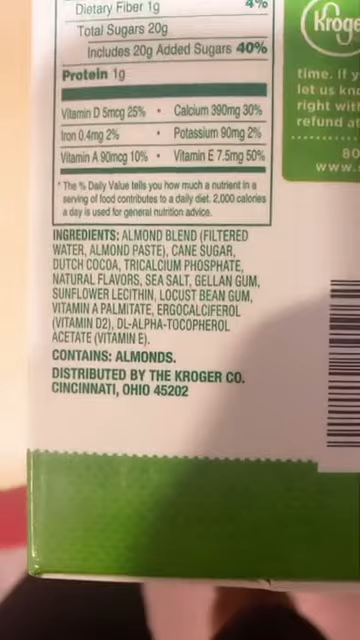 Dietary Fiber 1g 4%
Total Sugars 20g
Includes 20g Added Sugars 40%
Protein 1g
Vitamin D 5mcg 25% • Calcium 390mg 30%
Iron 0.4mg 2% • Potassium 90mg 2%
Vitamin A 90mcg 10% • Vitamin E 7.5mg 50%
* The % Daily Value tells you how much a nutrient in a
serving of food contributes to a daily diet. 2,000 calories
a day is used for general nutrition advice.
INGREDIENTS: ALMOND BLEND (FILTERED
WATER, ALMOND PASTE), CANE SUGAR,
DUTCH COCOA, TRICALCIUM PHOSPHATE,
NATURAL FLAVORS, SEA SALT, GELLAN GUM,
SUNFLOWER LECITHIN, LOCUST BEAN GUM,
VITAMIN A PALMITATE, ERGOCALCIFEROL
(VITAMIN D2), DL-ALPHA-TOCOPHEROL
ACETATE (VITAMIN E).
CONTAINS: ALMONDS.
DISTRIBUTED BY THE KROGER CO.
CINCINNATI, OHIO 45202
Kroge
time. If y
let us kno
right with
refund at
80
www.